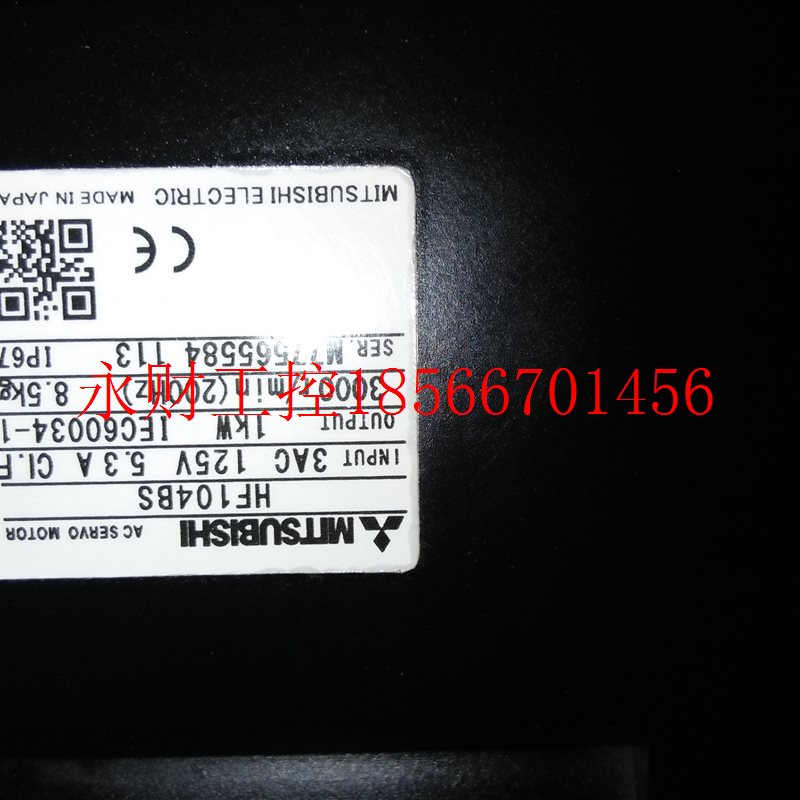 MITSUBISHI AC SERVO MOTOR
HF104BS
INPUT 3AC 125V 5.3A Cl.F
OUTPUT 1kW IEC60034-1
3000r/min(200Hz) 8.5kg
SER. 584 T13 IP67
MITSUBISHI ELECTRIC MADE IN JAPAN
CE
永财工控18566701456